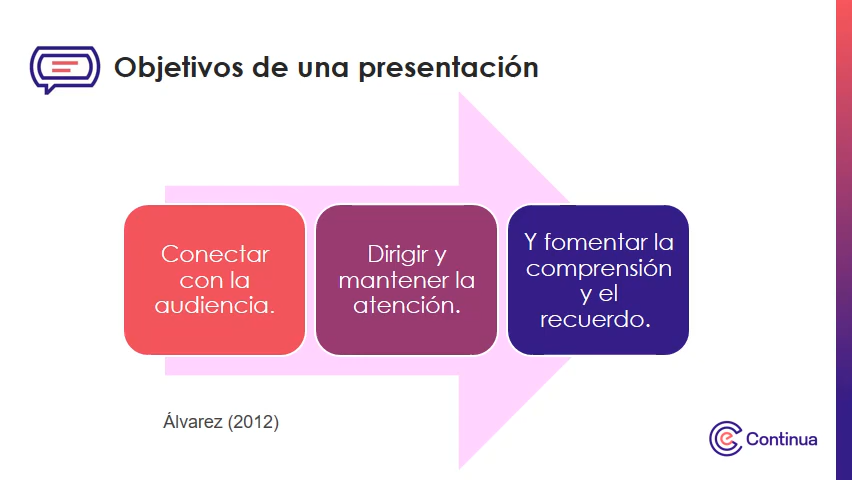 Objetivos de una presentación
Conectar
con la
audiencia.
Dirigir y
mantener la
atención.
Y fomentar la
comprensión
y el
recuerdo.
Álvarez (2012)
Continua